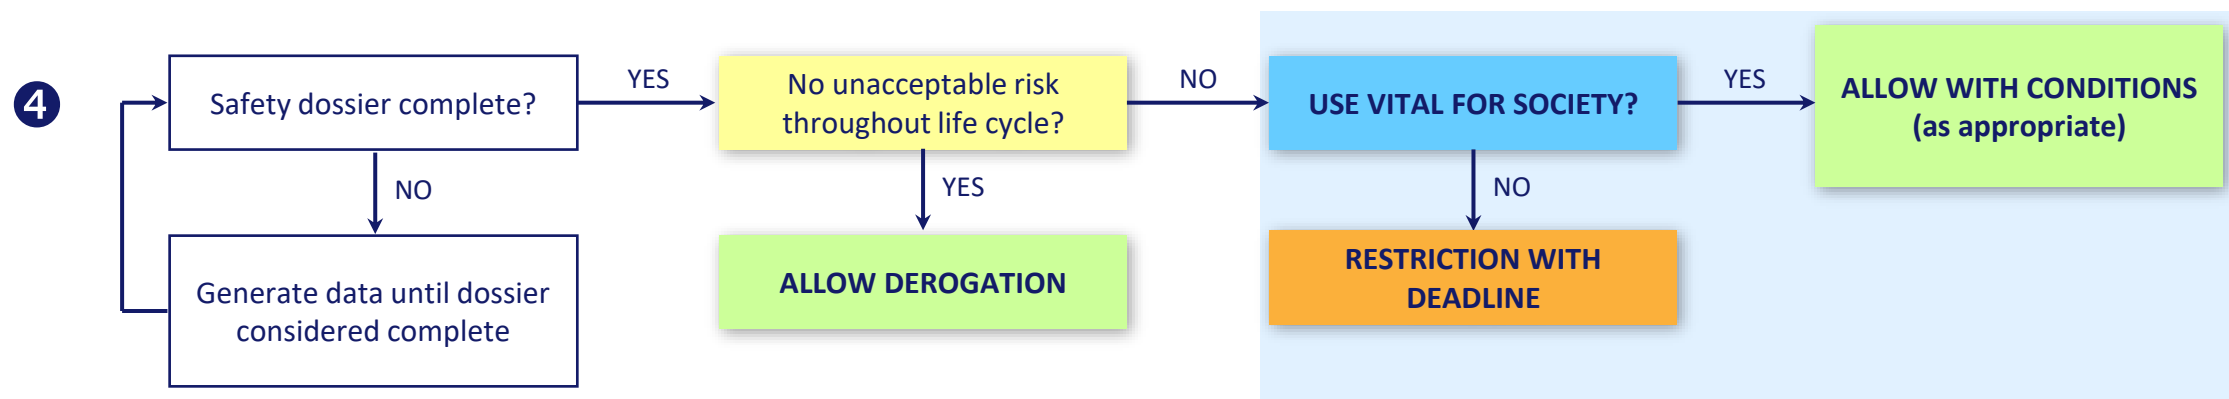 ❹
Safety dossier complete?
YES
No unacceptable risk
throughout life cycle?
NO
USE VITAL FOR SOCIETY?
YES
ALLOW WITH CONDITIONS
(as appropriate)
NO
YES
NO
Generate data until dossier
considered complete
ALLOW DEROGATION
RESTRICTION WITH
DEADLINE